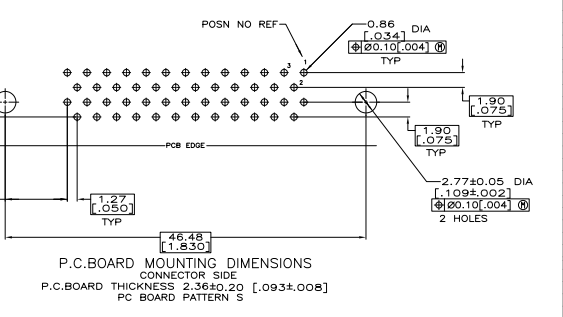 POSN NO REF
0.86 DIA
[.034]
⌖ Ø0.10[.004] Ⓜ
TYP
3 1
2
1.90
[.075]
TYP
1.90
[.075]
TYP
PCB EDGE
2.77±0.05 DIA
[.109±.002]
⌖ Ø0.10[.004] Ⓜ
2 HOLES
1.27
[.050]
TYP
46.48
[1.830]
P.C.BOARD MOUNTING DIMENSIONS
CONNECTOR SIDE
P.C.BOARD THICKNESS 2.36±0.20 [.093±.008]
PC BOARD PATTERN S